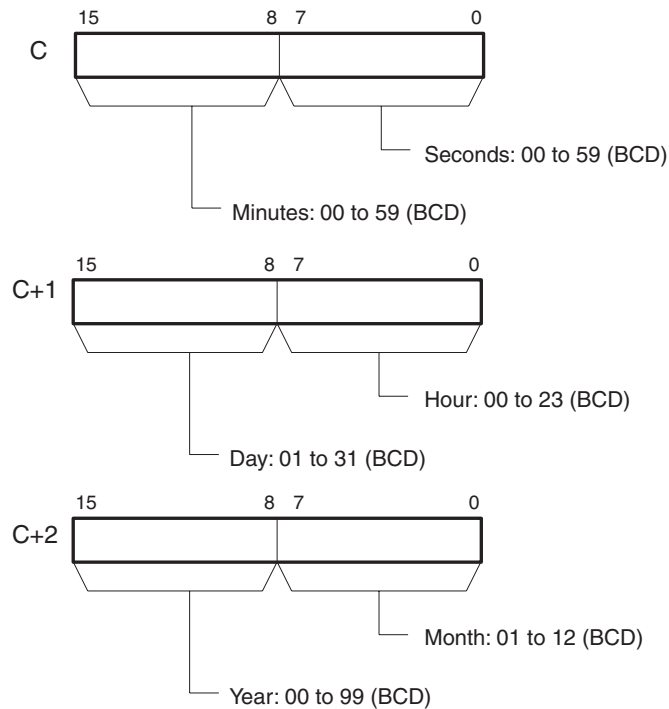 15 8 7 0
C
Seconds: 00 to 59 (BCD)
Minutes: 00 to 59 (BCD)
15 8 7 0
C+1
Hour: 00 to 23 (BCD)
Day: 01 to 31 (BCD)
15 8 7 0
C+2
Month: 01 to 12 (BCD)
Year: 00 to 99 (BCD)